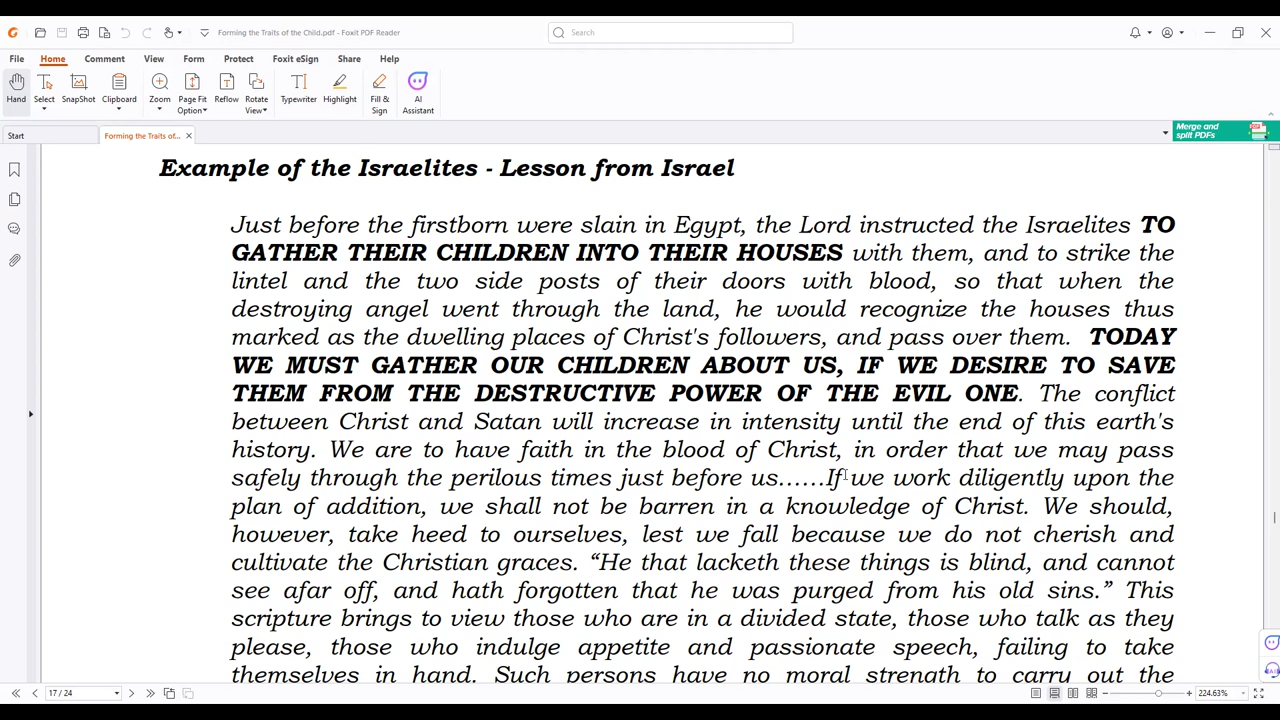 Forming the Traits of the Child.pdf - Foxit PDF Reader
Search
File Home Comment View Form Protect Foxit eSign Share Help
Hand Select SnapShot Clipboard Zoom Page Fit Option Reflow Rotate View Typewriter Highlight Fill & Sign AI Assistant
Start Forming the Traits of...
Merge and split PDFs
Example of the Israelites - Lesson from Israel
Just before the firstborn were slain in Egypt, the Lord instructed the Israelites TO
GATHER THEIR CHILDREN INTO THEIR HOUSES with them, and to strike the
lintel and the two side posts of their doors with blood, so that when the
destroying angel went through the land, he would recognize the houses thus
marked as the dwelling places of Christ's followers, and pass over them. TODAY
WE MUST GATHER OUR CHILDREN ABOUT US, IF WE DESIRE TO SAVE
THEM FROM THE DESTRUCTIVE POWER OF THE EVIL ONE. The conflict
between Christ and Satan will increase in intensity until the end of this earth's
history. We are to have faith in the blood of Christ, in order that we may pass
safely through the perilous times just before us……If we work diligently upon the
plan of addition, we shall not be barren in a knowledge of Christ. We should,
however, take heed to ourselves, lest we fall because we do not cherish and
cultivate the Christian graces. “He that lacketh these things is blind, and cannot
see afar off, and hath forgotten that he was purged from his old sins.” This
scripture brings to view those who are in a divided state, those who talk as they
please, those who indulge appetite and passionate speech, failing to take
themselves in hand. Such persons have no moral strength to carry out the
17 / 24
224.63%